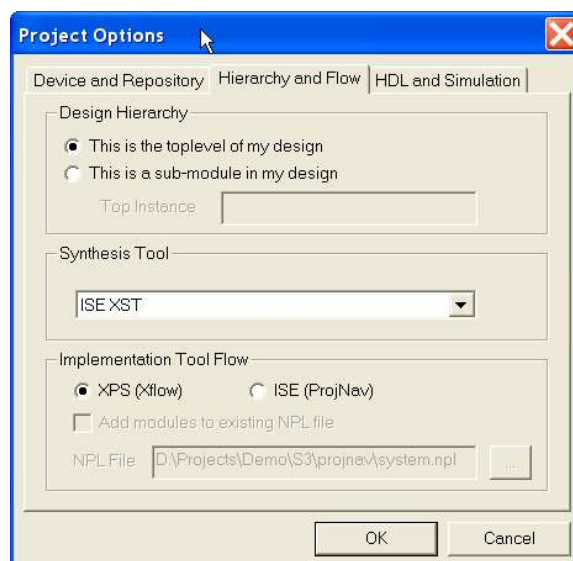 Project Options
Device and Repository Hierarchy and Flow HDL and Simulation
Design Hierarchy
This is the toplevel of my design
This is a sub-module in my design
Top Instance
Synthesis Tool
ISE XST
Implementation Tool Flow
XPS (Xflow) ISE (ProjNav)
Add modules to existing NPL file
NPL File D:\Projects\Demo\S3\projnav\system.npl ...
OK Cancel